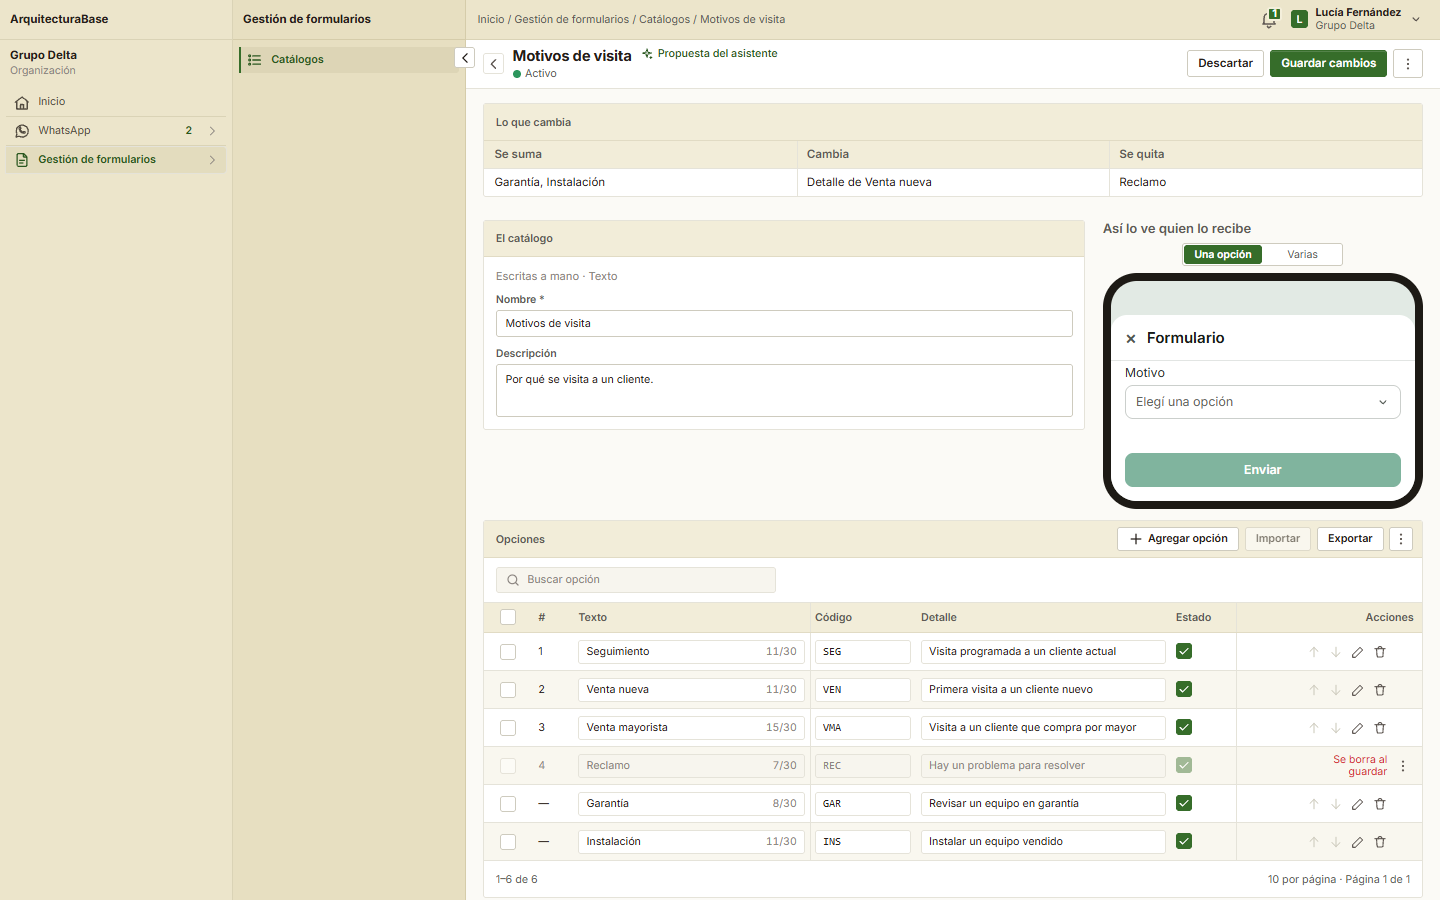 ArquitecturaBase
Gestión de formularios
Inicio / Gestión de formularios / Catálogos / Motivos de visita
1
L
Lucía Fernández
Grupo Delta
Grupo Delta
Organización
Inicio
WhatsApp 2
Gestión de formularios
Catálogos
Motivos de visita
Propuesta del asistente
Activo
Descartar
Guardar cambios
Lo que cambia
Se suma Cambia Se quita
Garantía, Instalación Detalle de Venta nueva Reclamo
El catálogo
Escritas a mano · Texto
Nombre *
Motivos de visita
Descripción
Por qué se visita a un cliente.
Así lo ve quien lo recibe
Una opción Varias
Formulario
Motivo
Elegí una opción
Enviar
Opciones
Agregar opción Importar Exportar
Buscar opción
# Texto Código Detalle Estado Acciones
1 Seguimiento 11/30 SEG Visita programada a un cliente actual
2 Venta nueva 11/30 VEN Primera visita a un cliente nuevo
3 Venta mayorista 15/30 VMA Visita a un cliente que compra por mayor
4 Reclamo 7/30 REC Hay un problema para resolver Se borra al
guardar
— Garantía 8/30 GAR Revisar un equipo en garantía
— Instalación 11/30 INS Instalar un equipo vendido
1–6 de 6
10 por página · Página 1 de 1